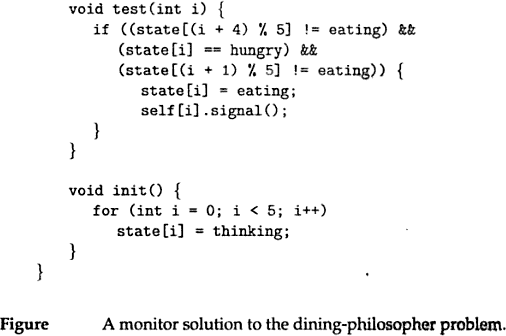 void test(int i) {
if ((state[(i + 4) % 5] != eating) &&
(state[i] == hungry) &&
(state[(i + 1) % 5] != eating)) {
state[i] = eating;
self[i].signal();
}
}
void init() {
for (int i = 0; i < 5; i++)
state[i] = thinking;
}
}
Figure A monitor solution to the dining-philosopher problem.